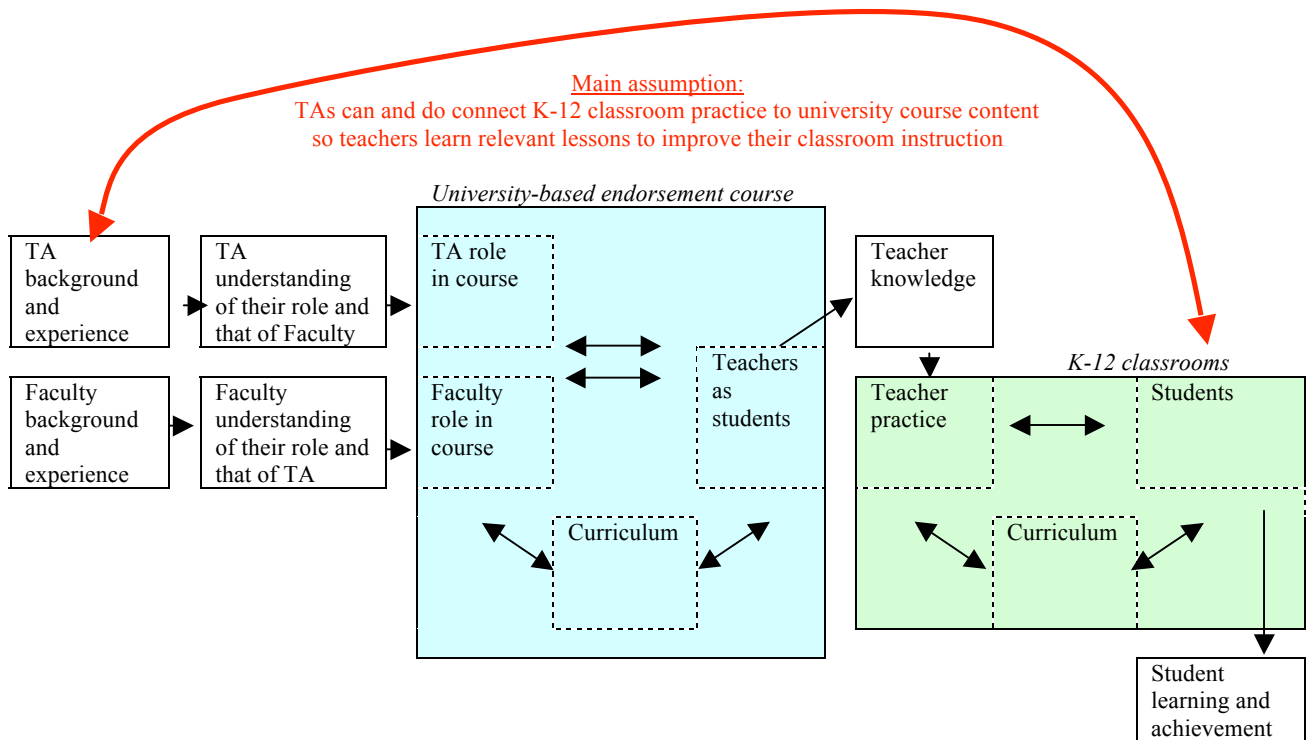 Main assumption:
TAs can and do connect K-12 classroom practice to university course content
so teachers learn relevant lessons to improve their classroom instruction
University-based endorsement course
TA
background
and
experience
TA
understanding
of their role and
that of Faculty
TA role
in course
Teacher
knowledge
Faculty
background
and
experience
Faculty
understanding
of their role and
that of TA
Faculty
role in
course
Teachers
as
students
Curriculum
K-12 classrooms
Teacher
practice
Students
Curriculum
Student
learning and
achievement